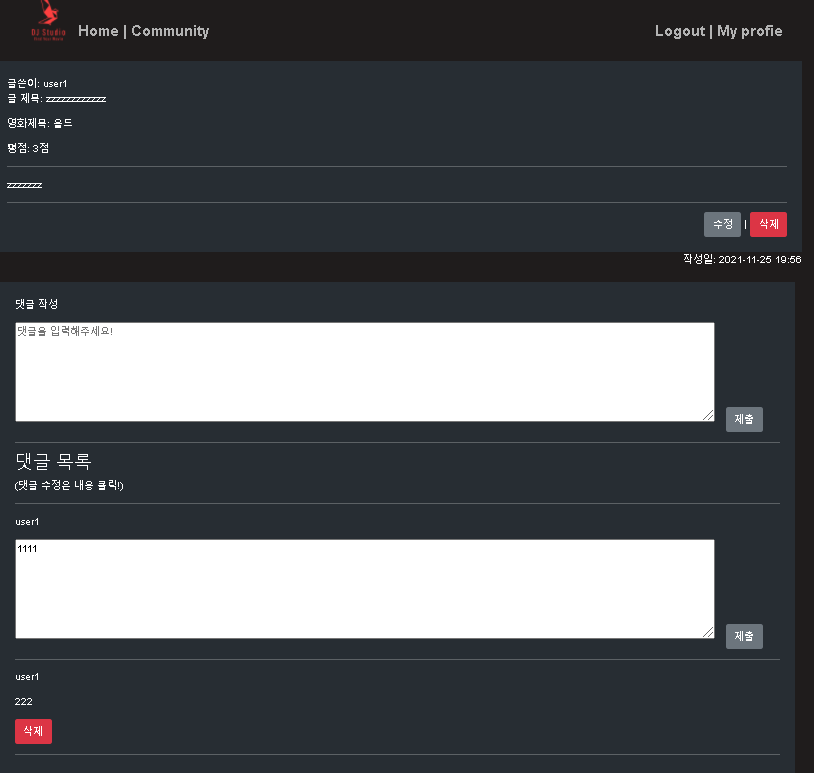 DJ Studio
Home | Community
Logout | My profie
글쓴이: user1
글 제목: zzzzzzzzzzzz
영화제목: 올드
평점: 3점
zzzzzzz
수정 | 삭제
작성일: 2021-11-25 19:56
댓글 작성
댓글을 입력해주세요!
제출
댓글 목록
(댓글 수정은 내용 클릭!)
user1
1111
제출
user1
222
삭제